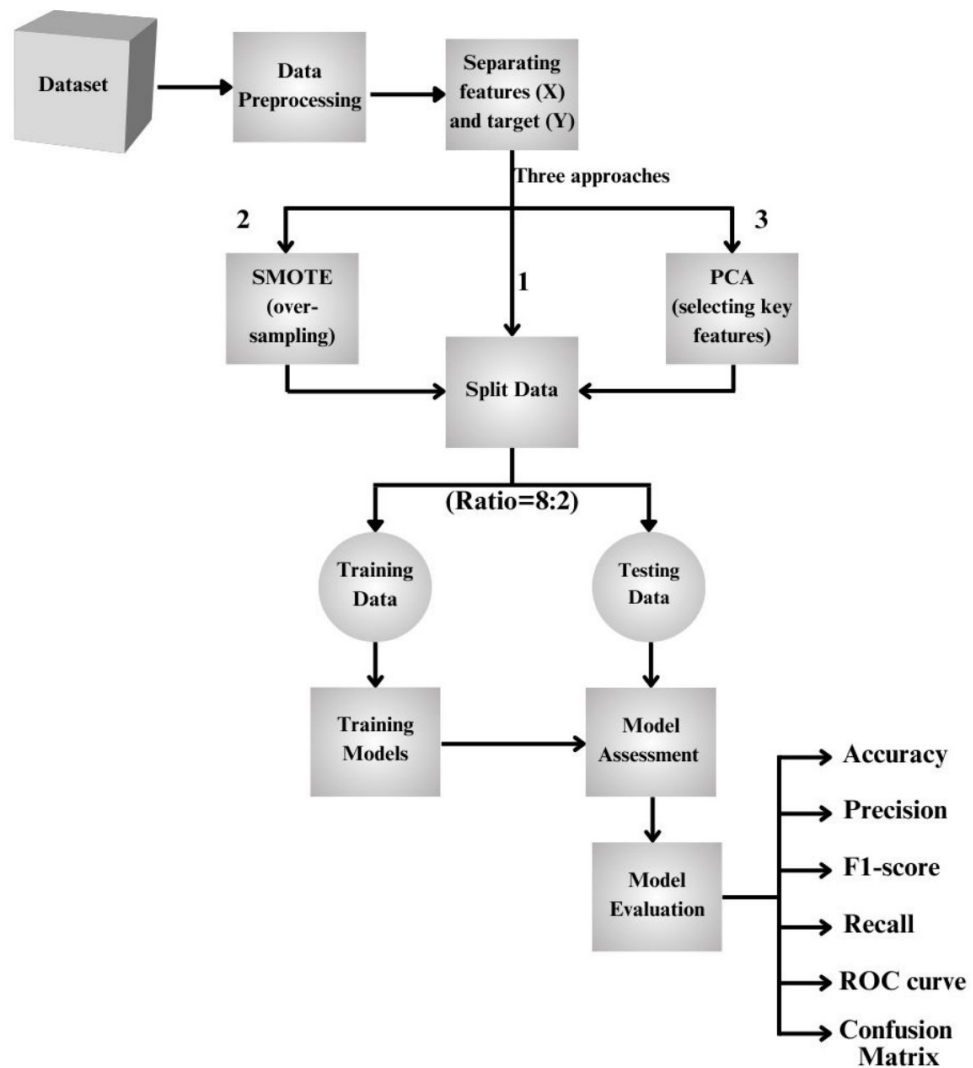 Dataset
Data
Preprocessing
Separating
features (X)
and target (Y)
Three approaches
2
1
3
SMOTE
(over-
sampling)
PCA
(selecting key
features)
Split Data
(Ratio=8:2)
Training
Data
Testing
Data
Training
Models
Model
Assessment
Model
Evaluation
Accuracy
Precision
F1-score
Recall
ROC curve
Confusion
Matrix